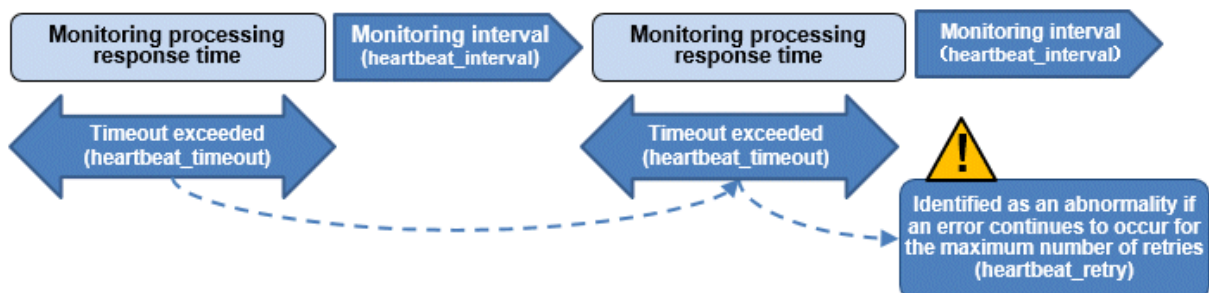 Monitoring processing
response time
Monitoring interval
(heartbeat_interval)
Monitoring processing
response time
Monitoring interval
(heartbeat_interval)
Timeout exceeded
(heartbeat_timeout)
Timeout exceeded
(heartbeat_timeout)
!
Identified as an abnormality if
an error continues to occur for
the maximum number of retries
(heartbeat_retry)